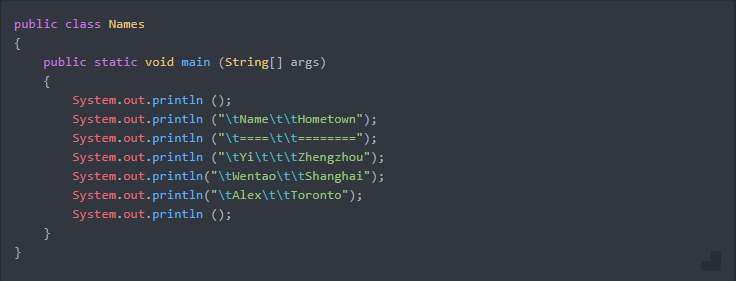 public class Names
{
    public static void main (String[] args)
    {
        System.out.println ();
        System.out.println ("\tName\t\tHometown");
        System.out.println ("\t====\t\t========");
        System.out.println ("\tYi\t\t\tZhengzhou");
        System.out.println("\tWentao\t\tShanghai");
        System.out.println("\tAlex\t\tToronto");
        System.out.println ();
    }
}